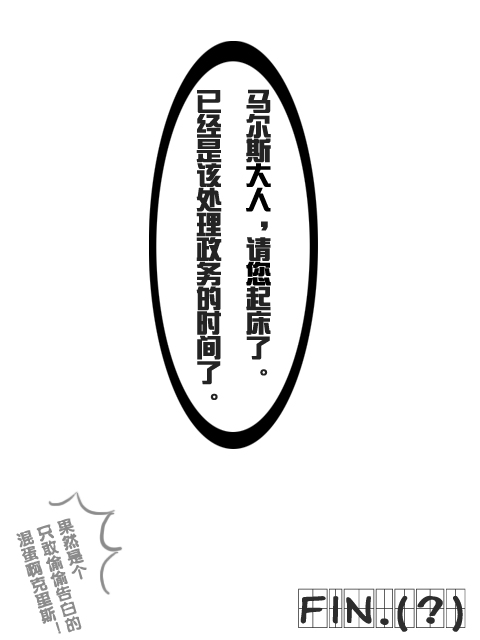 马尔斯大人，请您起床了。
已经是该处理政务的时间了。
果然是个
只敢偷偷告白的
混蛋啊克里斯！
FIN.(?)